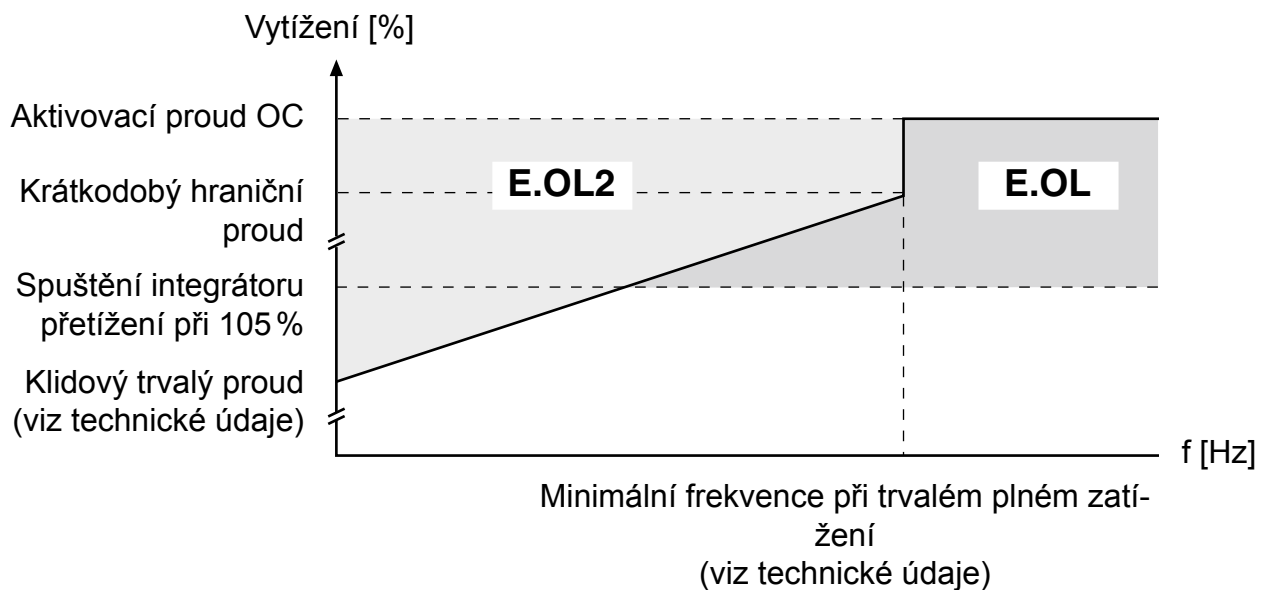 Vytížení [%]
Aktivovací proud OC
Krátkodobý hraniční
proud
E.OL2
E.OL
Spuštění integrátoru
přetížení při 105 %
Klidový trvalý proud
(viz technické údaje)
f [Hz]
Minimální frekvence při trvalém plném zatí-
žení
(viz technické údaje)